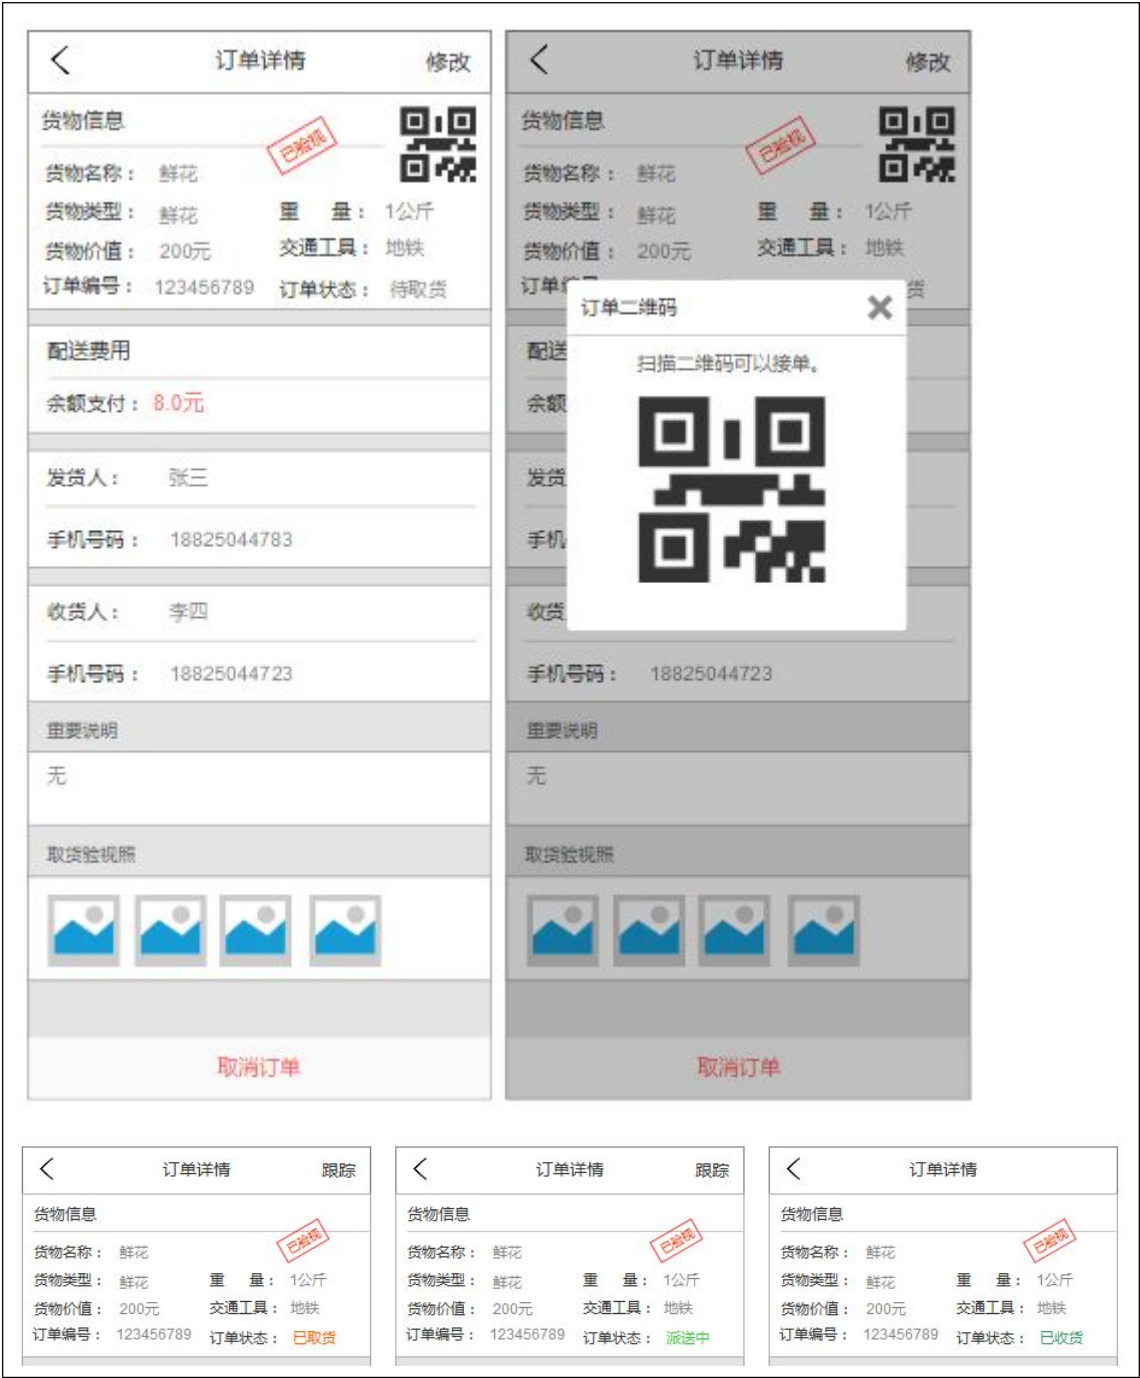 订单详情 修改
货物信息
已验视
货物名称： 鲜花
货物类型： 鲜花 重 量： 1公斤
货物价值： 200元 交通工具： 地铁
订单编号： 123456789 订单状态： 待取货
配送费用
余额支付： 8.0元
发货人： 张三
手机号码： 18825044783
收货人： 李四
手机号码： 18825044723
重要说明
无
取货验视照
取消订单
订单详情 修改
货物信息
已验视
货物名称： 鲜花
货物类型： 鲜花 重 量： 1公斤
货物价值： 200元 交通工具： 地铁
订单 货
订单二维码
扫描二维码可以接单。
配送
余额
发货
手机
收货
手机号码： 18825044723
重要说明
无
取货验视照
取消订单
订单详情 跟踪
货物信息
已验视
货物名称： 鲜花
货物类型： 鲜花 重 量： 1公斤
货物价值： 200元 交通工具： 地铁
订单编号： 123456789 订单状态： 已取货
订单详情 跟踪
货物信息
已验视
货物名称： 鲜花
货物类型： 鲜花 重 量： 1公斤
货物价值： 200元 交通工具： 地铁
订单编号： 123456789 订单状态： 派送中
订单详情
货物信息
已验视
货物名称： 鲜花
货物类型： 鲜花 重 量： 1公斤
货物价值： 200元 交通工具： 地铁
订单编号： 123456789 订单状态： 已收货